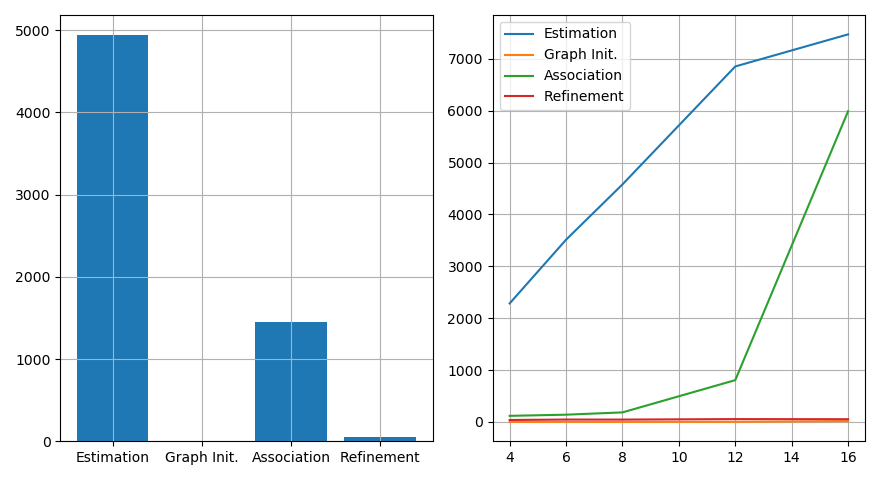 5000
4000
3000
2000
1000
0
Estimation Graph Init. Association Refinement
Estimation
Graph Init.
Association
Refinement
7000
6000
5000
4000
3000
2000
1000
0
4 6 8 10 12 14 16